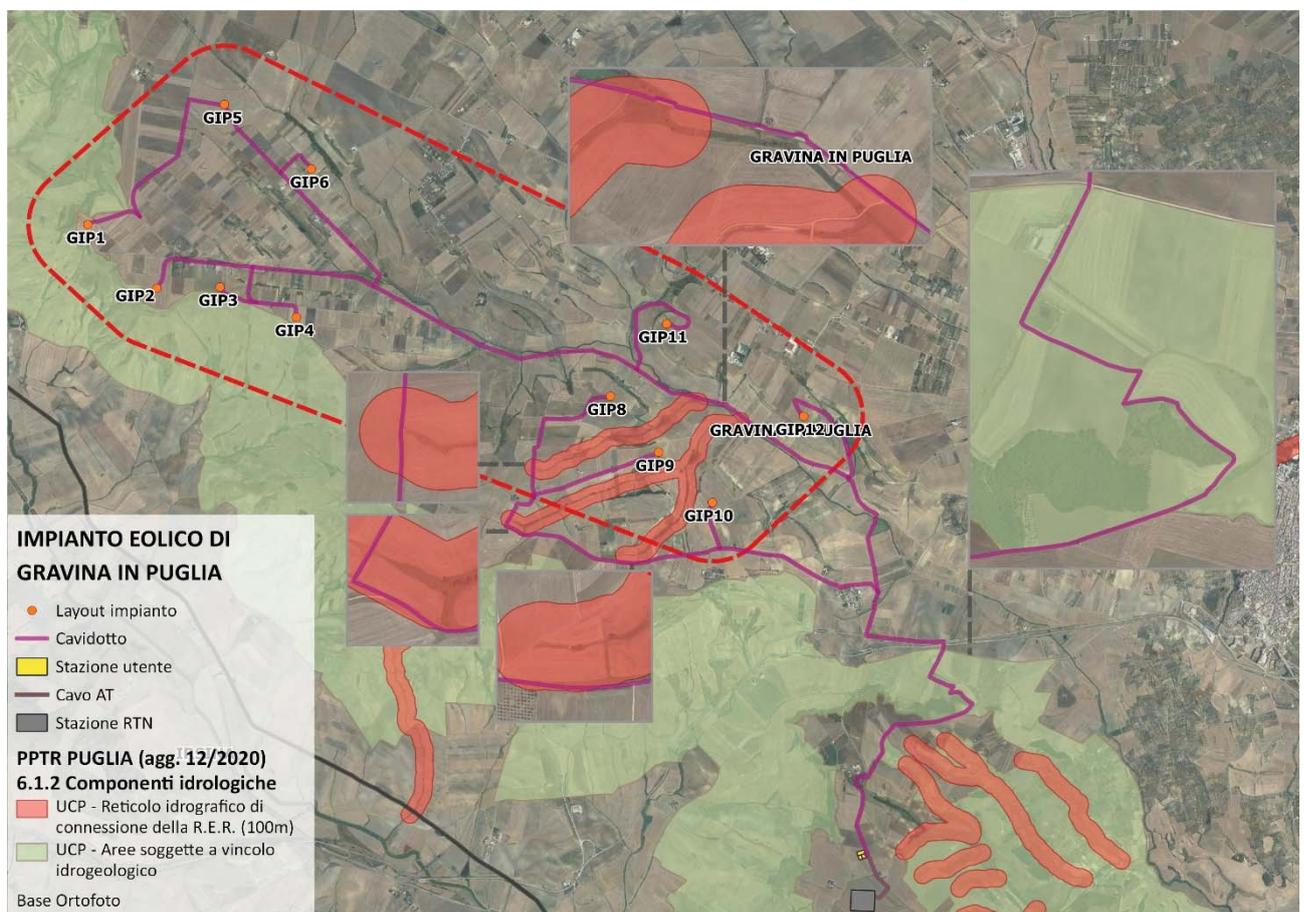 GIP5
GRAVINA IN PUGLIA
GIP6
GIP1
GIP2
GIP3
GIP4
GIP11
GIP8
GIP12
GIP9
GIP10
IMPIANTO EOLICO DI
GRAVINA IN PUGLIA
Layout impianto
Cavidotto
Stazione utente
Cavo AT
Stazione RTN
PPTR PUGLIA (agg. 12/2020)
6.1.2 Componenti idrologiche
UCP - Reticolo idrografico di
connessione della R.E.R. (100m)
UCP - Aree soggette a vincolo
idrogeologico
Base Ortofoto